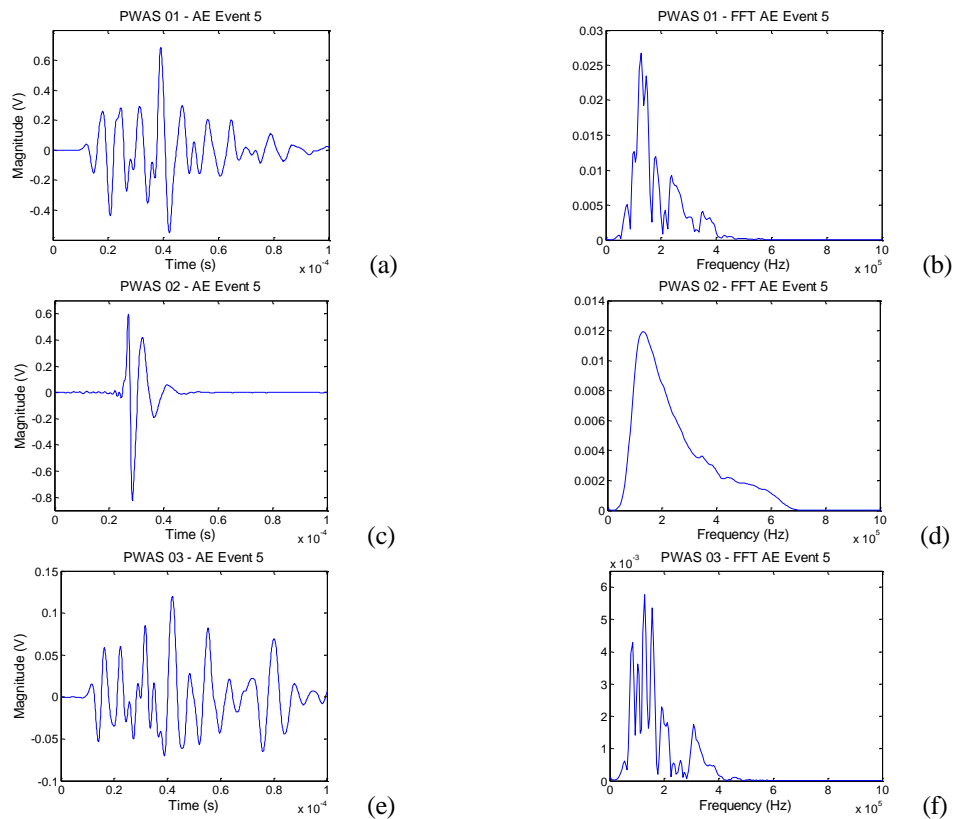 PWAS 01 - AE Event 5
Magnitude (V)
0.6
0.4
0.2
0
-0.2
-0.4
0 0.2 0.4 0.6 0.8 1
Time (s)
x 10^-4
(a)
PWAS 01 - FFT AE Event 5
0.03
0.025
0.02
0.015
0.01
0.005
0
0 2 4 6 8 10
Frequency (Hz)
x 10^5
(b)
PWAS 02 - AE Event 5
Magnitude (V)
0.6
0.4
0.2
0
-0.2
-0.4
-0.6
-0.8
0 0.2 0.4 0.6 0.8 1
Time (s)
x 10^-4
(c)
PWAS 02 - FFT AE Event 5
0.014
0.012
0.01
0.008
0.006
0.004
0.002
0
0 2 4 6 8 10
Frequency (Hz)
x 10^5
(d)
PWAS 03 - AE Event 5
Magnitude (V)
0.15
0.1
0.05
0
-0.05
-0.1
0 0.2 0.4 0.6 0.8 1
Time (s)
x 10^-4
(e)
PWAS 03 - FFT AE Event 5
x 10^-3
6
5
4
3
2
1
0
0 2 4 6 8 10
Frequency (Hz)
x 10^5
(f)